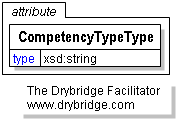 attribute
CompetencyTypeType
type xsd:string
The Drybridge Facilitator
www.drybridge.com